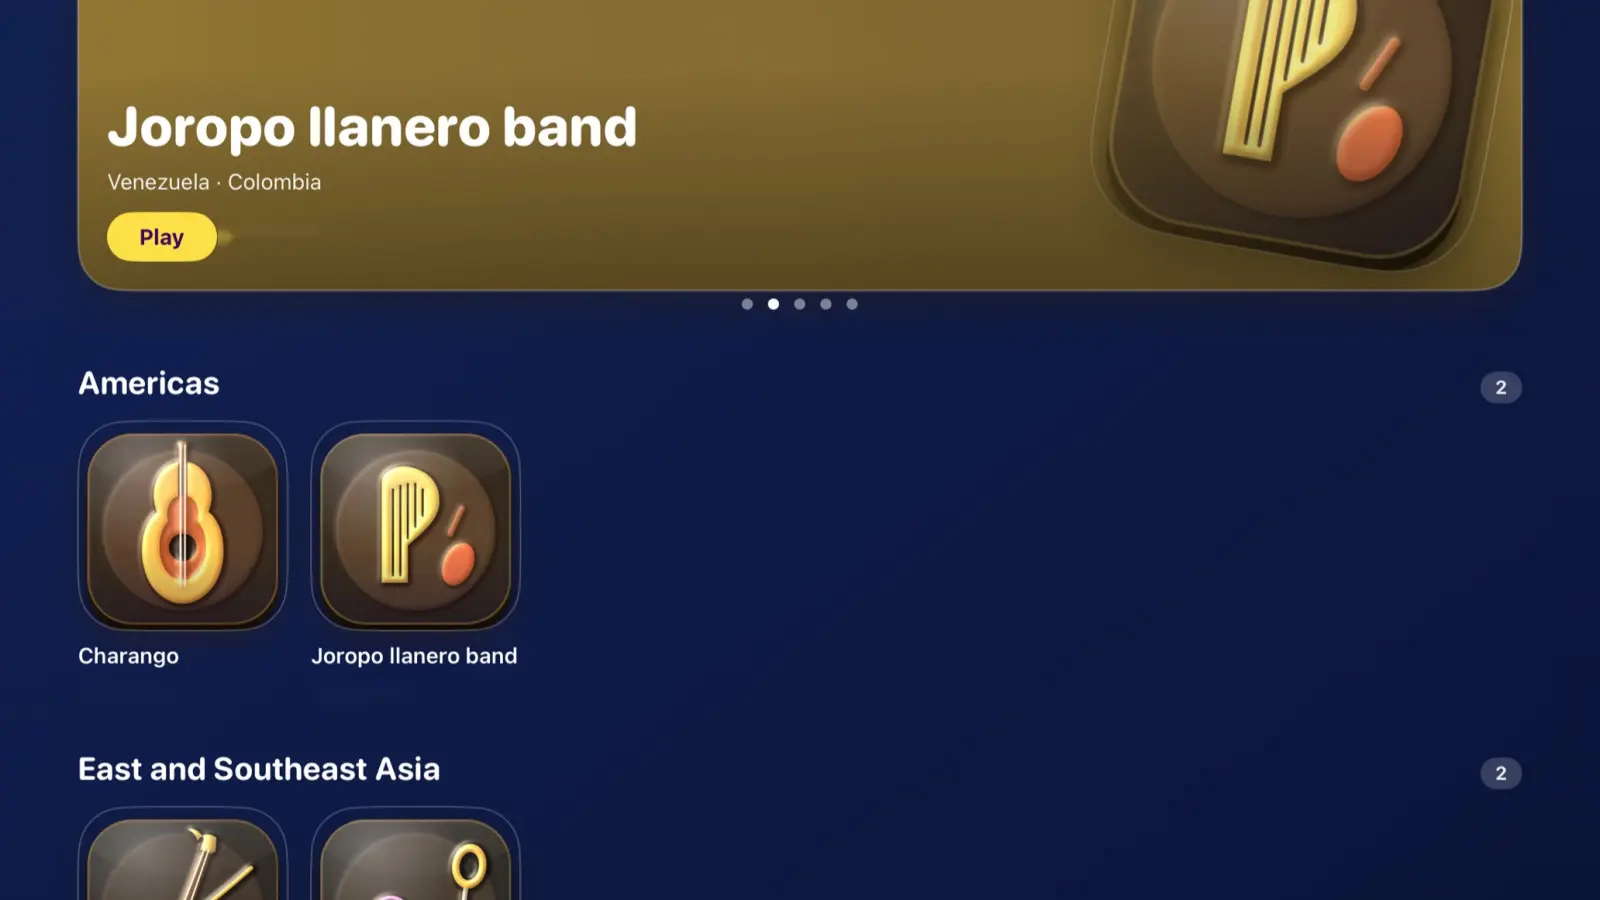 Joropo llanero band
Venezuela · Colombia
Play
Americas
2
Charango
Joropo llanero band
East and Southeast Asia
2